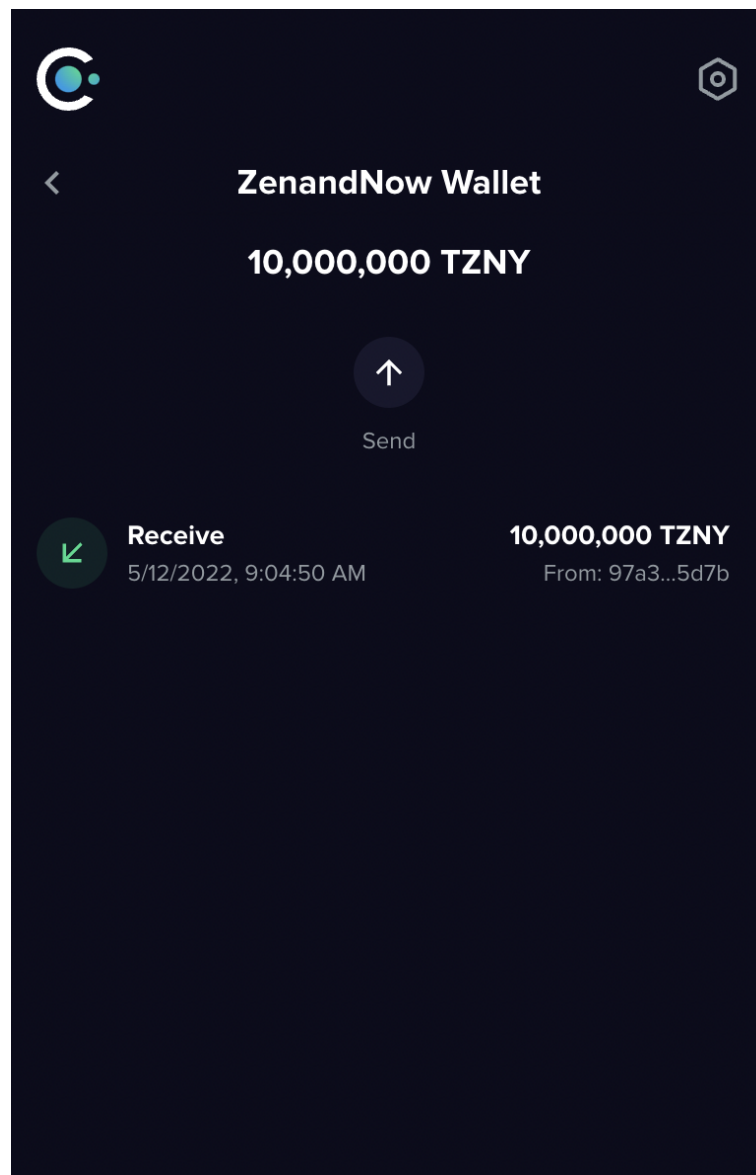 ZenandNow Wallet
10,000,000 TZNY
Send
Receive
10,000,000 TZNY
5/12/2022, 9:04:50 AM
From: 97a3...5d7b